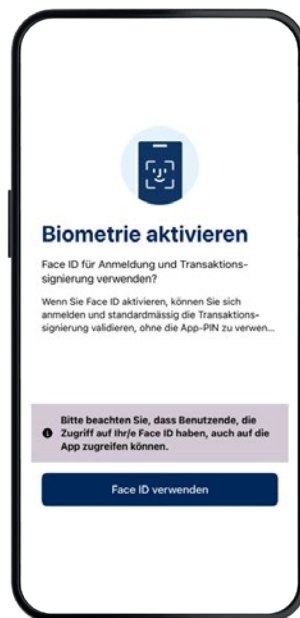 Biometrie aktivieren
Face ID für Anmeldung und Transaktions-
signierung verwenden?
Wenn Sie Face ID aktivieren, können Sie sich
anmelden und standardmässig die Transaktions-
signierung validieren, ohne die App-PIN zu verwen...
Bitte beachten Sie, dass Benutzende, die
Zugriff auf Ihr/e Face ID haben, auch auf die
App zugreifen können.
Face ID verwenden